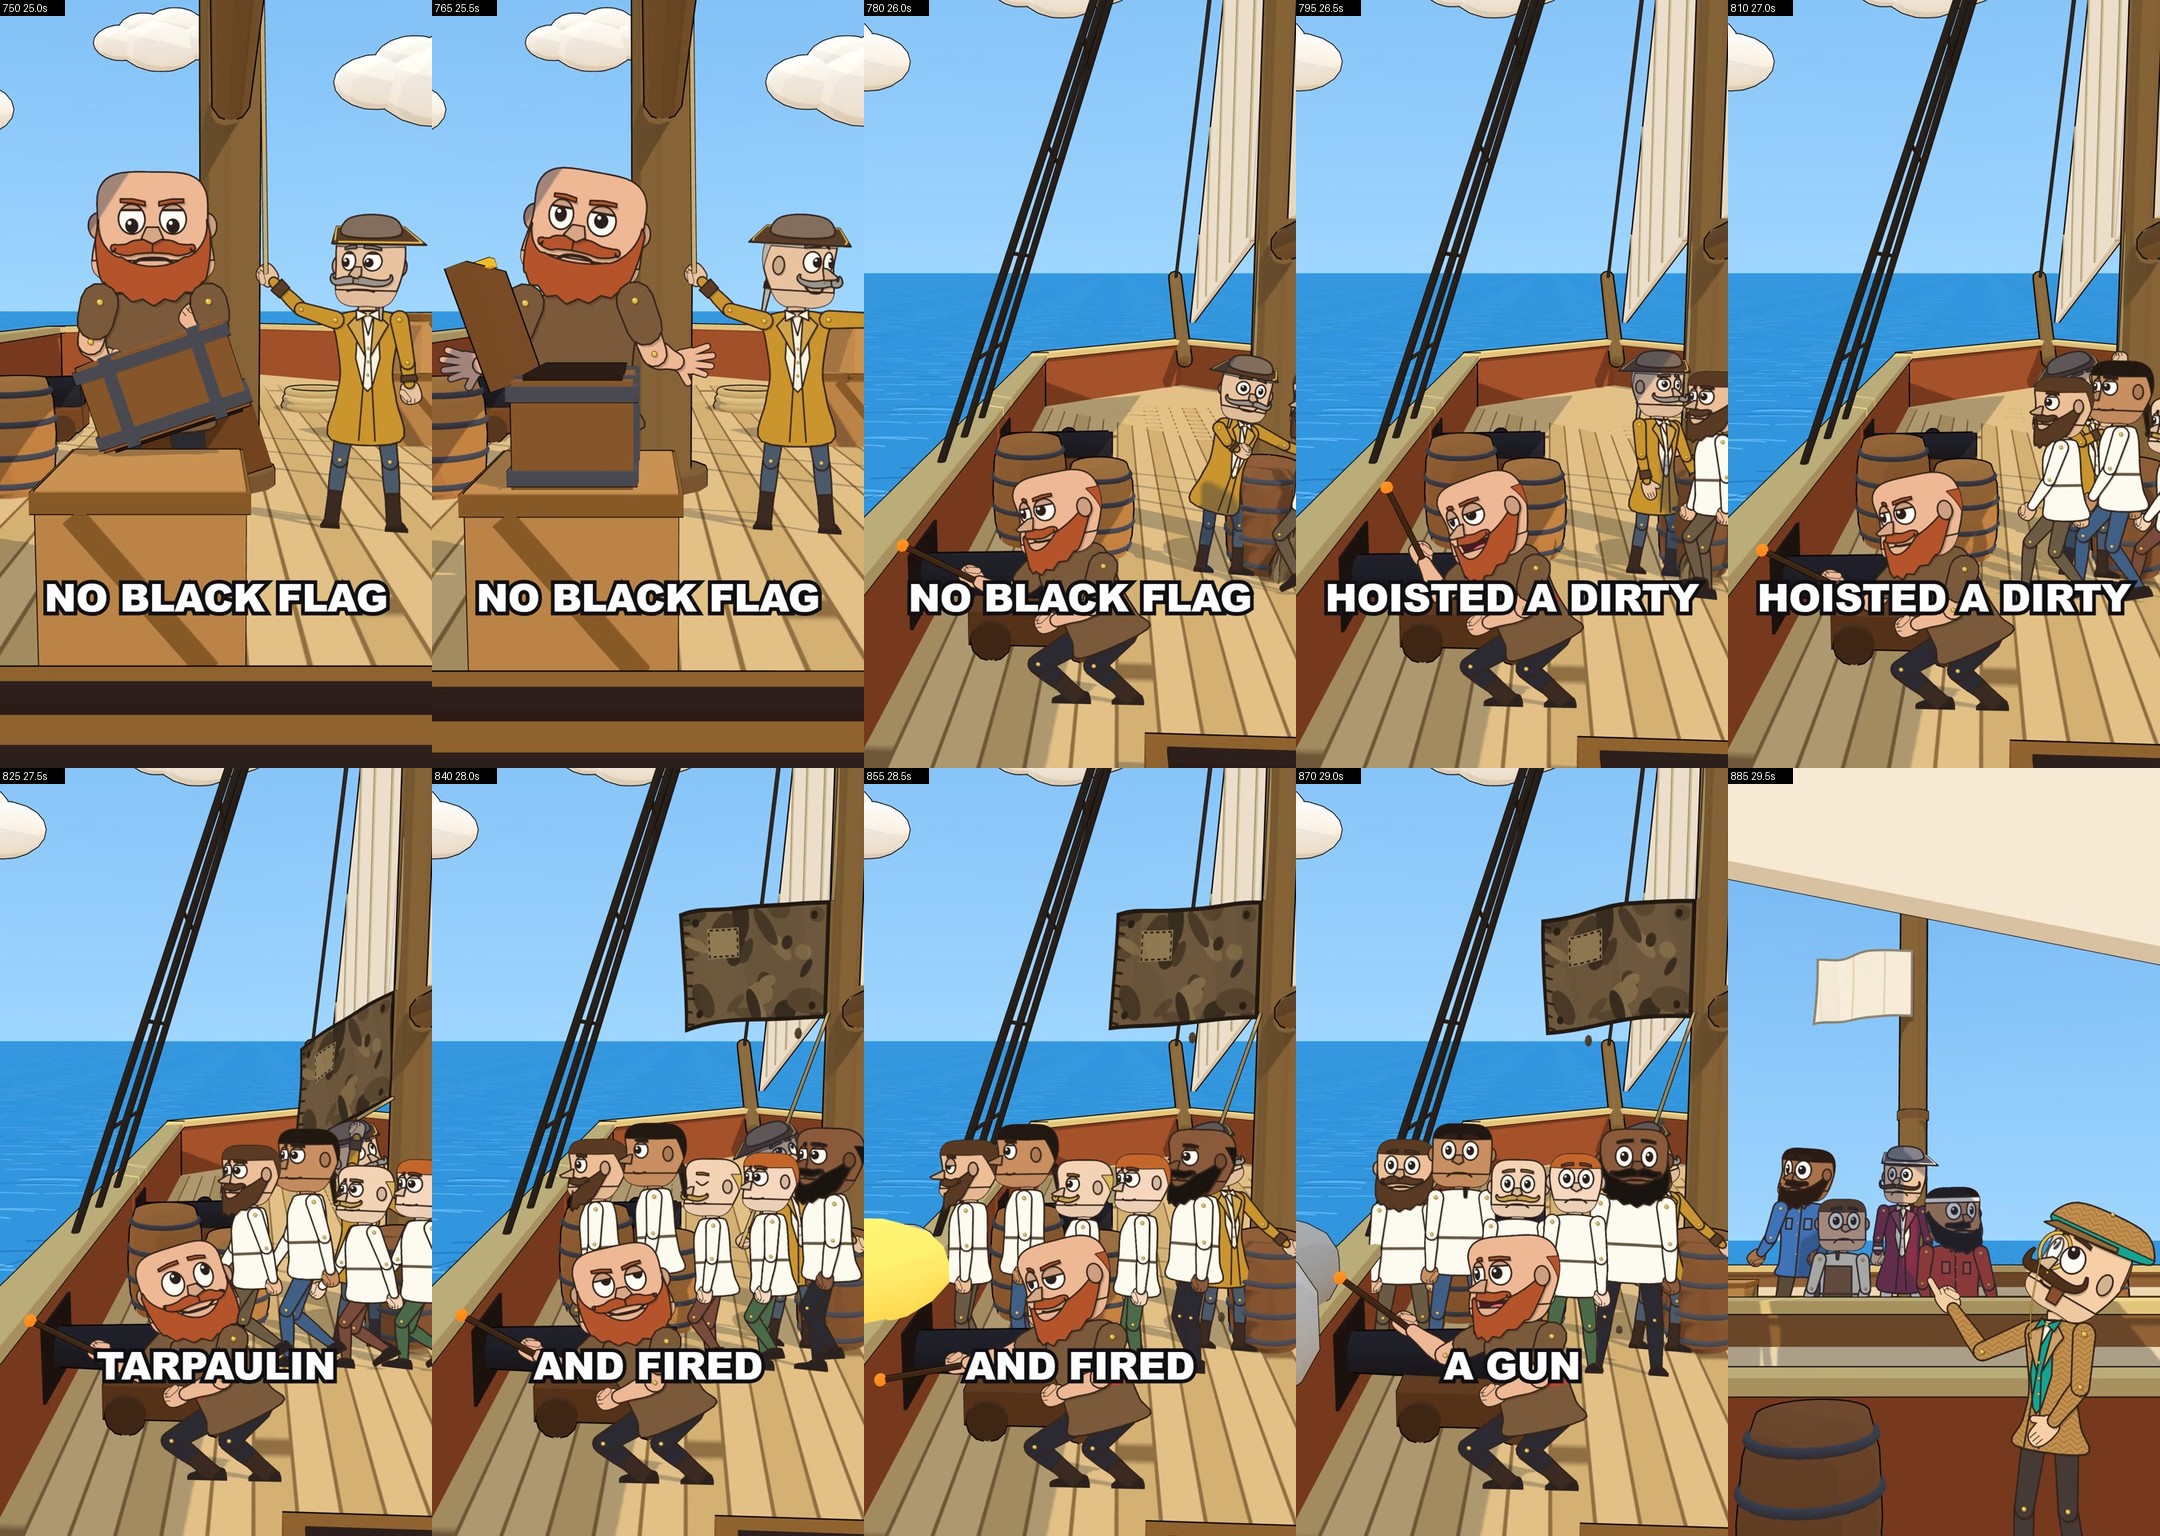 750 25.0s
765 25.5s
780 26.0s
795 26.5s
810 27.0s
NO BLACK FLAG
NO BLACK FLAG
NO BLACK FLAG
HOISTED A DIRTY
HOISTED A DIRTY
825 27.5s
840 28.0s
855 28.5s
870 29.0s
885 29.5s
TARPAULIN
AND FIRED
AND FIRED
A GUN